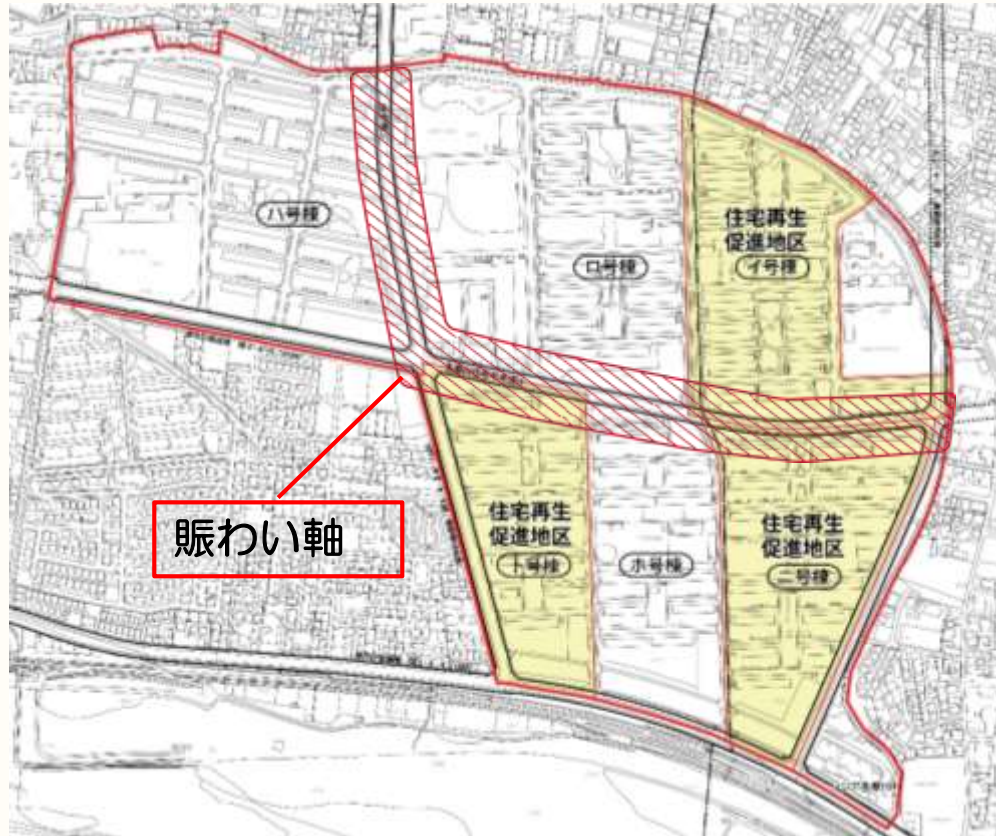 ハ号棟
ロ号棟
住宅再生
促進地区
イ号棟
賑わい軸
住宅再生
促進地区
ト号棟
ホ号棟
住宅再生
促進地区
ニ号棟